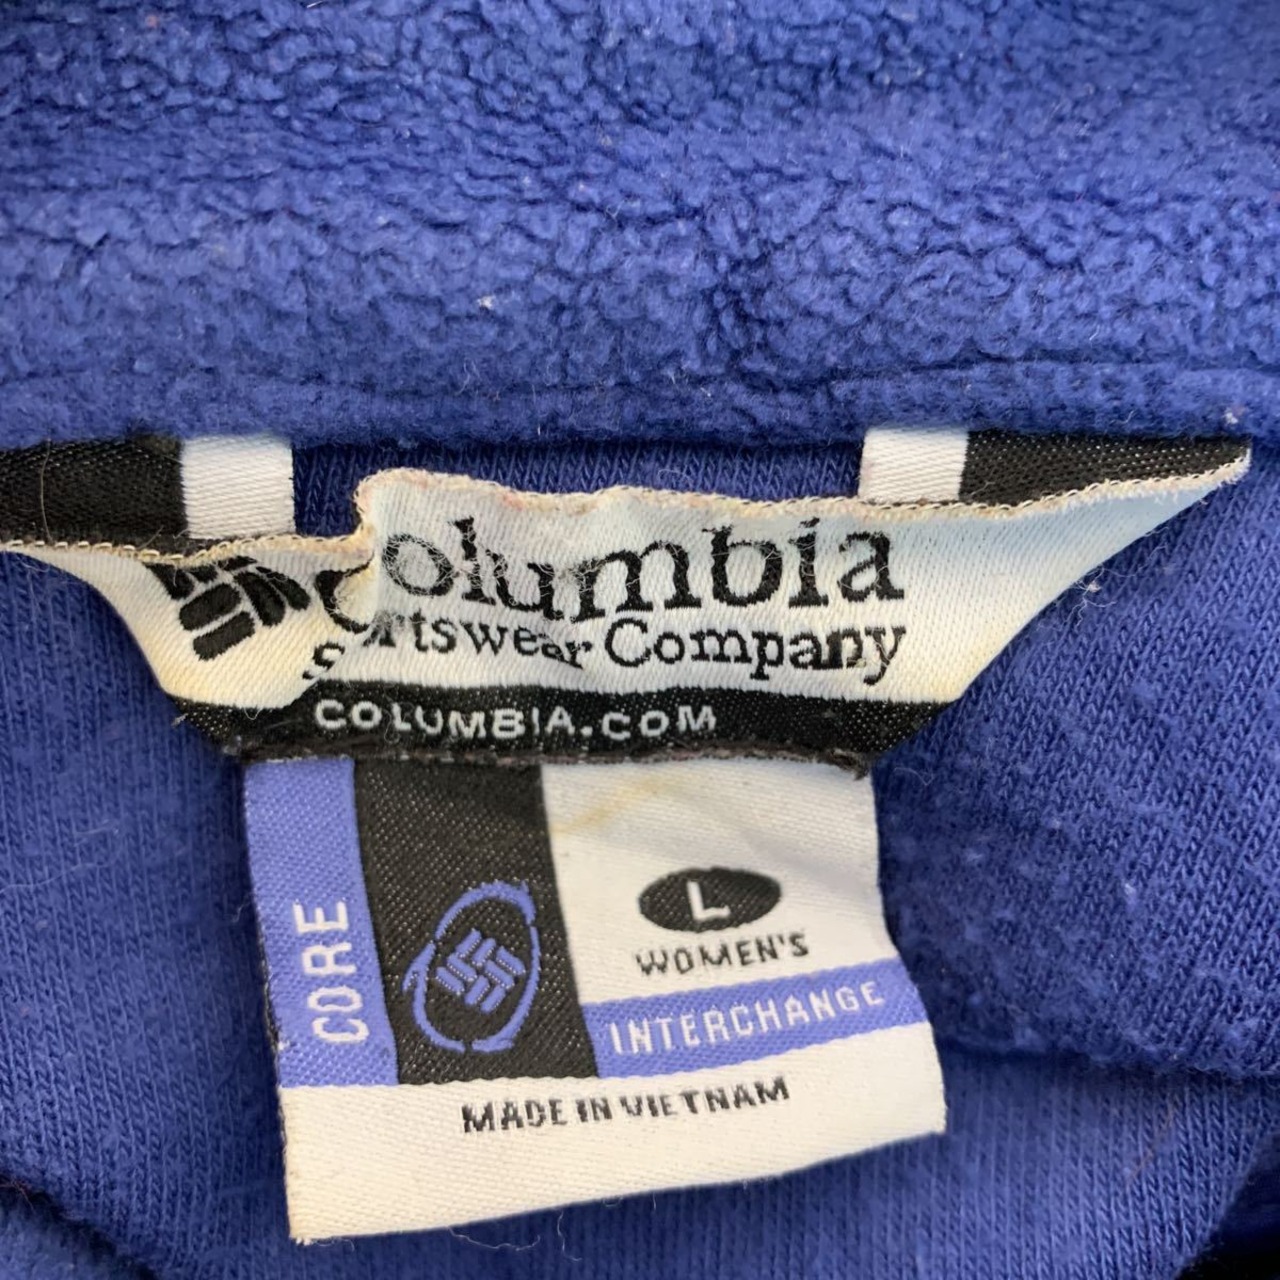 Columbia
Sportswear Company
COLUMBIA.COM
CORE
L
WOMEN'S
INTERCHANGE
MADE IN VIETNAM